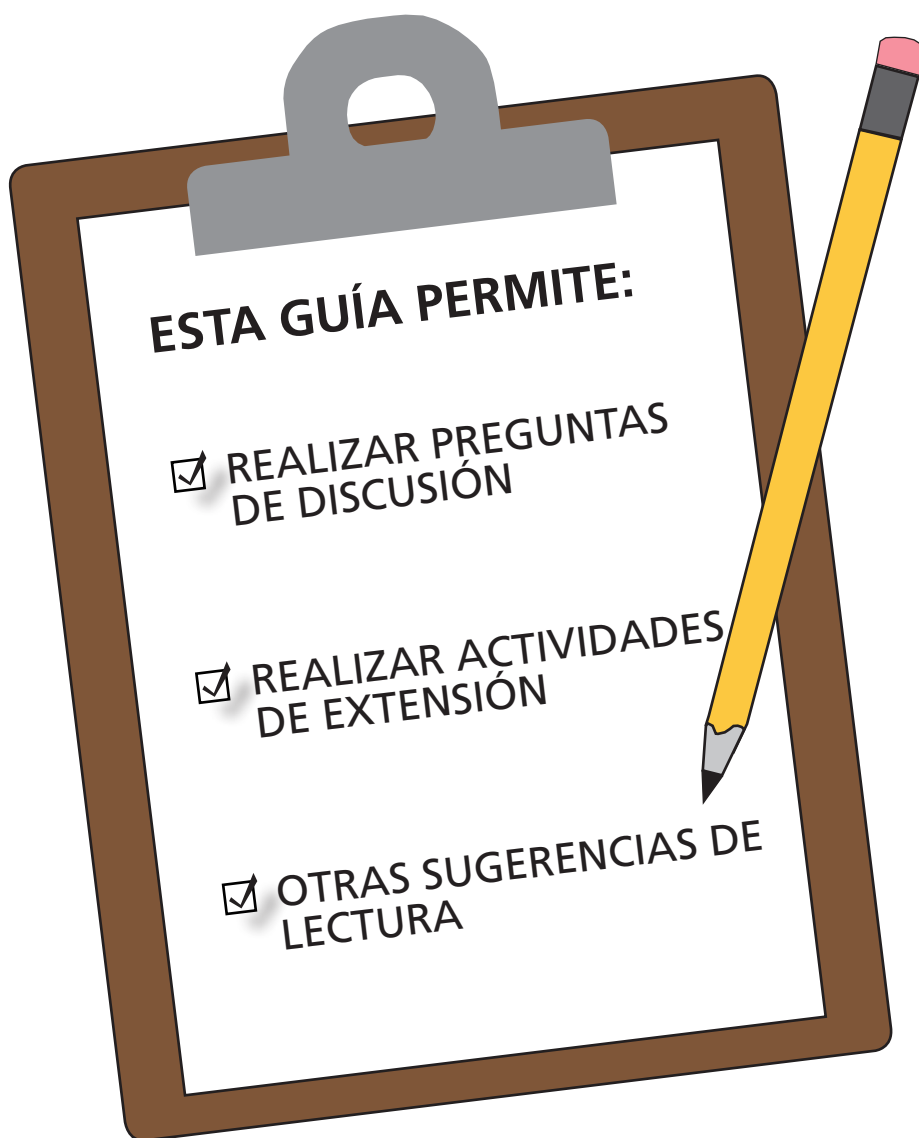 ESTA GUÍA PERMITE:
REALIZAR PREGUNTAS
DE DISCUSIÓN
REALIZAR ACTIVIDADES
DE EXTENSIÓN
OTRAS SUGERENCIAS DE
LECTURA